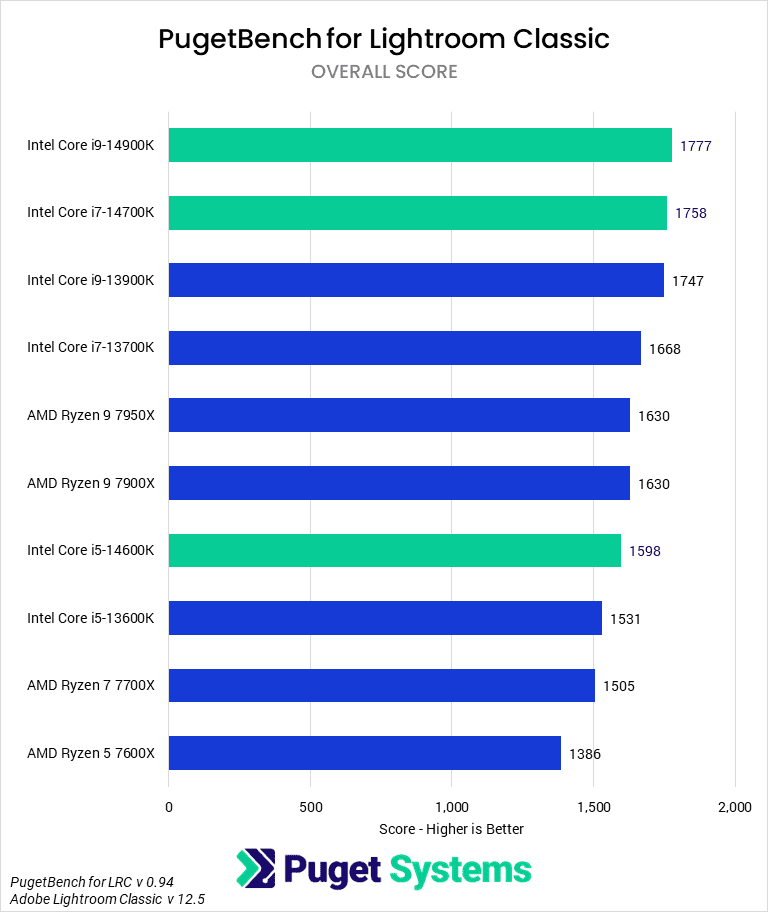 PugetBench for Lightroom Classic
OVERALL SCORE
Intel Core i9-14900K 1777
Intel Core i7-14700K 1758
Intel Core i9-13900K 1747
Intel Core i7-13700K 1668
AMD Ryzen 9 7950X 1630
AMD Ryzen 9 7900X 1630
Intel Core i5-14600K 1598
Intel Core i5-13600K 1531
AMD Ryzen 7 7700X 1505
AMD Ryzen 5 7600X 1386
0 500 1,000 1,500 2,000
Score - Higher is Better
Puget Systems
PugetBench for LRC v 0.94
Adobe Lightroom Classic v 12.5